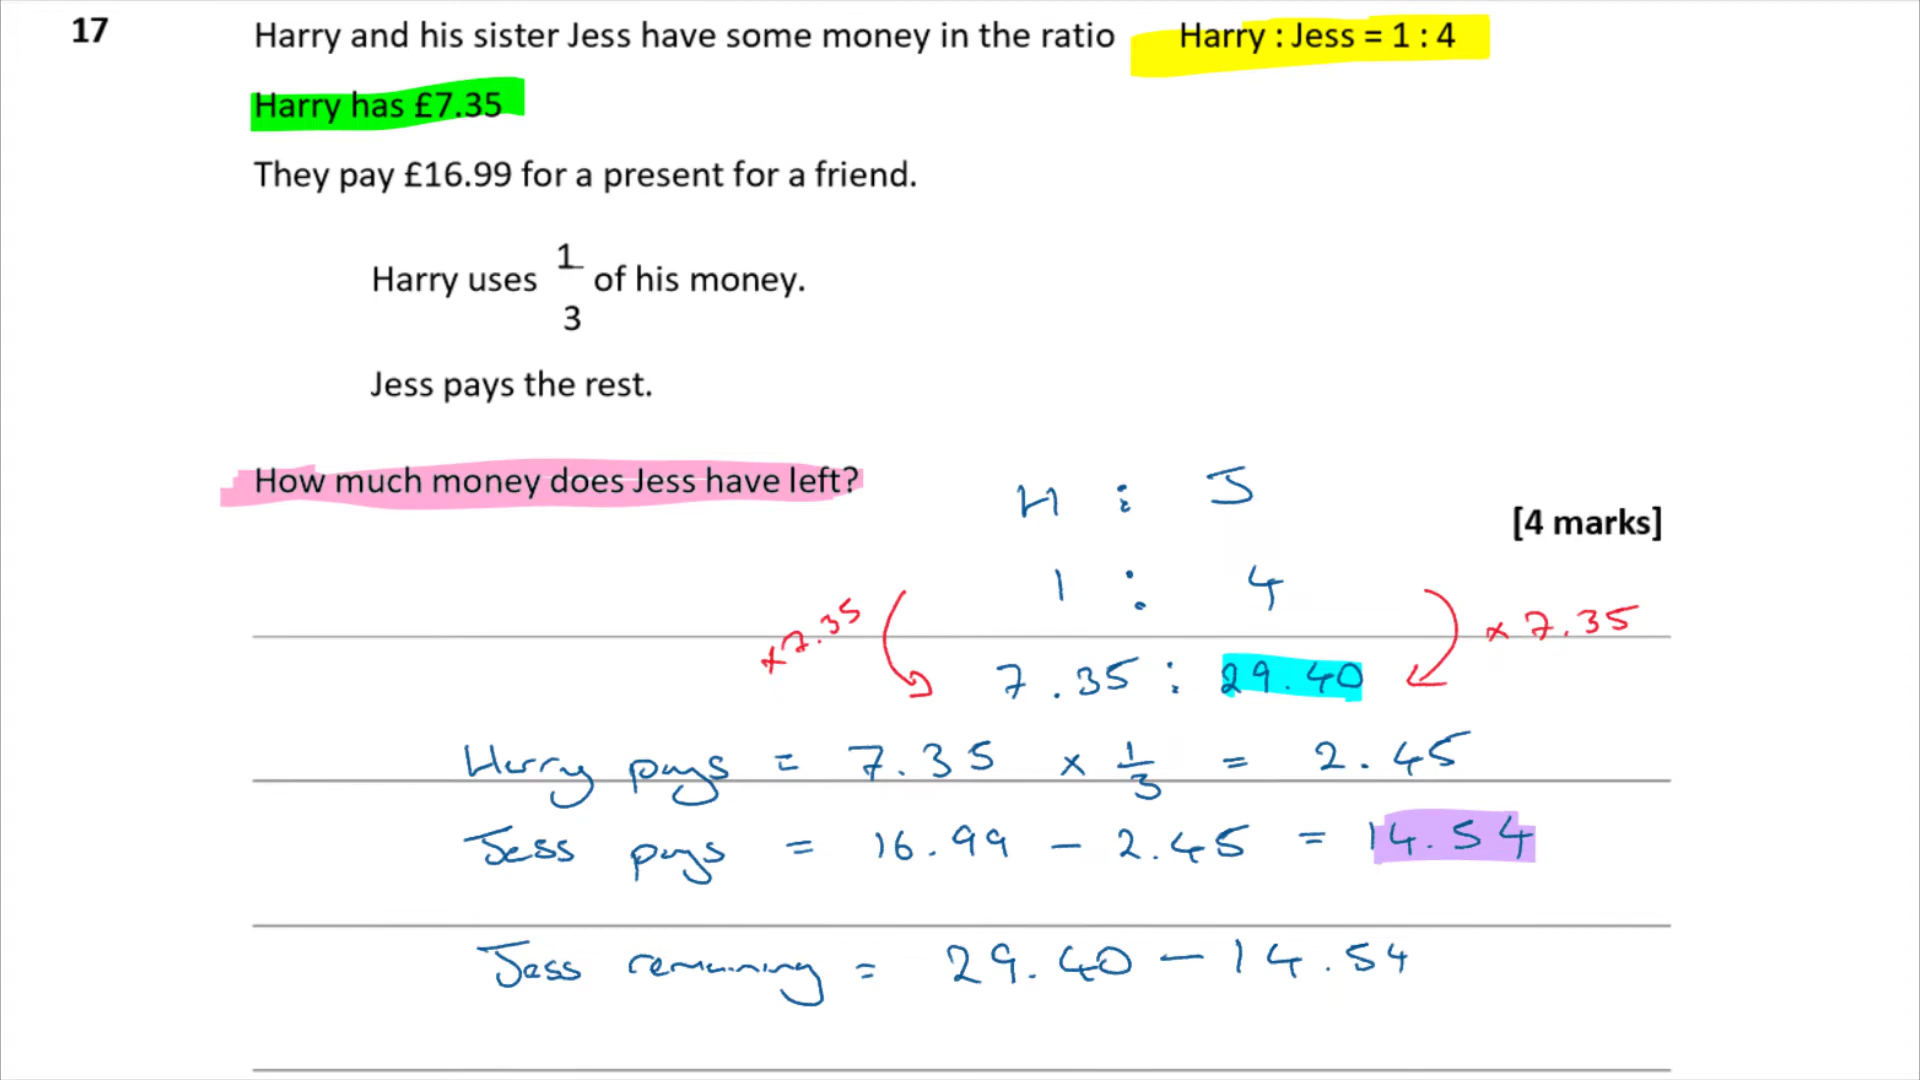 17 Harry and his sister Jess have some money in the ratio Harry : Jess = 1 : 4
Harry has £7.35
They pay £16.99 for a present for a friend.
Harry uses 1/3 of his money.
Jess pays the rest.
How much money does Jess have left?
H : J
[4 marks]
1 : 4
×7.35 × 7.35
7.35 : 29.40
Harry pays = 7.35 × 1/3 = 2.45
Jess pays = 16.99 - 2.45 = 14.54
Jess remaining = 29.40 - 14.54